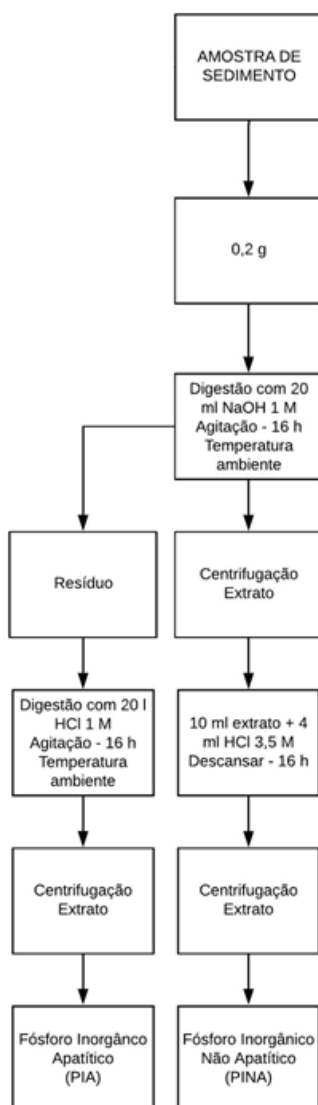 AMOSTRA DE
SEDIMENTO
0,2 g
Digestão com 20
ml NaOH 1 M
Agitação - 16 h
Temperatura
ambiente
Resíduo
Centrifugação
Extrato
Digestão com 20 l
HCl 1 M
Agitação - 16 h
Temperatura
ambiente
10 ml extrato + 4
ml HCl 3,5 M
Descansar - 16 h
Centrifugação
Extrato
Centrifugação
Extrato
Fósforo Inorgânco
Apatítico
(PIA)
Fósforo Inorgânico
Não Apatítico
(PINA)